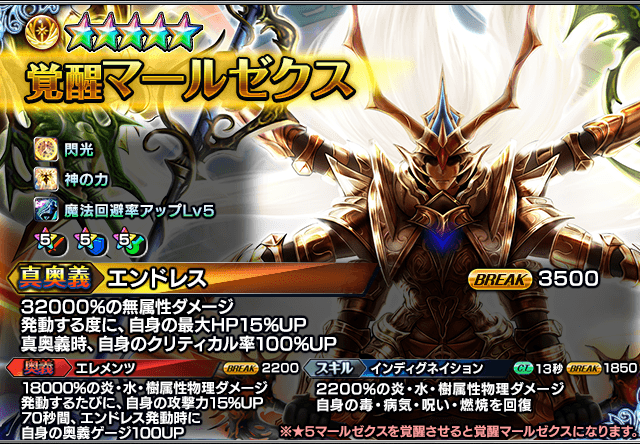 覚醒マールゼクス
閃光
神の力
魔法回避率アップLv5
5 5 5
真奥義 エンドレス BREAK 3500
32000%の無属性ダメージ
発動する度に、自身の最大HP15%UP
真奥義時、自身のクリティカル率100%UP
奥義 エレメンツ BREAK 2200
18000%の炎・水・樹属性物理ダメージ
発動するたびに、自身の攻撃力15%UP
70秒間、エンドレス発動時に
自身の奥義ゲージ100UP
スキル インディグネイション CT 13秒 BREAK 1850
2200%の炎・水・樹属性物理ダメージ
自身の毒・病気・呪い・燃焼を回復
※★5マールゼクスを覚醒させると覚醒マールゼクスになります。